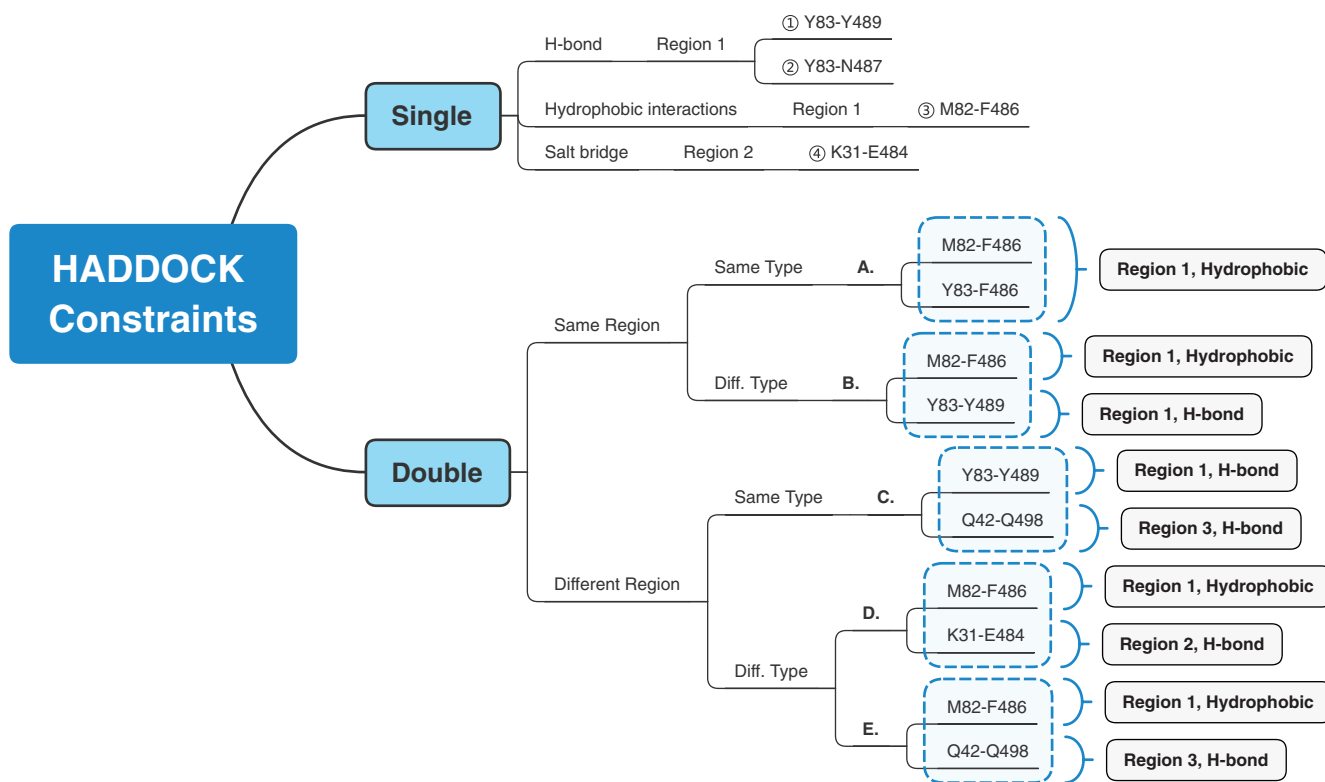 HADDOCK
Constraints
Single
H-bond
Region 1
① Y83-Y489
② Y83-N487
Hydrophobic interactions
Region 1
③ M82-F486
Salt bridge
Region 2
④ K31-E484
Double
Same Region
Same Type
A.
M82-F486
Y83-F486
Region 1, Hydrophobic
Diff. Type
B.
M82-F486
Region 1, Hydrophobic
Y83-Y489
Region 1, H-bond
Different Region
Same Type
C.
Y83-Y489
Region 1, H-bond
Q42-Q498
Region 3, H-bond
Diff. Type
D.
M82-F486
Region 1, Hydrophobic
K31-E484
Region 2, H-bond
E.
M82-F486
Region 1, Hydrophobic
Q42-Q498
Region 3, H-bond